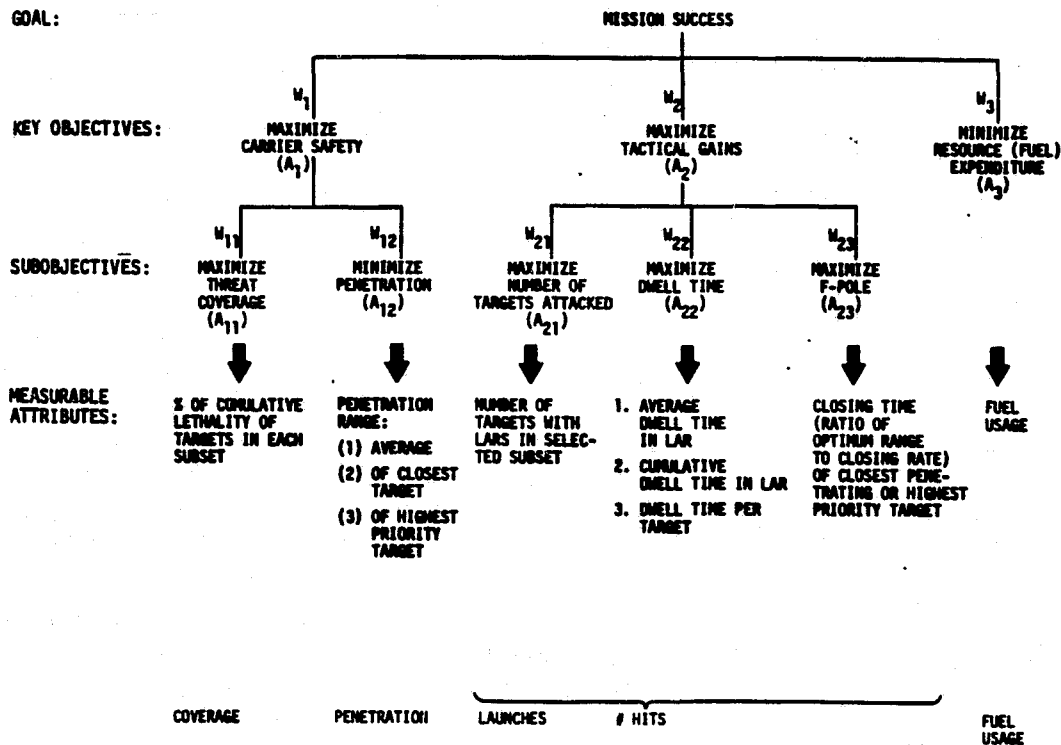 GOAL:
MISSION SUCCESS
KEY OBJECTIVES:
W1
MAXIMIZE
CARRIER SAFETY
(A1)
W2
MAXIMIZE
TACTICAL GAINS
(A2)
W3
MINIMIZE
RESOURCE (FUEL)
EXPENDITURE
(A3)
SUBOBJECTIVES:
W11
MAXIMIZE
THREAT
COVERAGE
(A11)
W12
MINIMIZE
PENETRATION
(A12)
W21
MAXIMIZE
NUMBER OF
TARGETS ATTACKED
(A21)
W22
MAXIMIZE
DWELL TIME
(A22)
W23
MAXIMIZE
F-POLE
(A23)
MEASURABLE
ATTRIBUTES:
% OF CUMULATIVE
LETHALITY OF
TARGETS IN EACH
SUBSET
PENETRATION
RANGE:
(1) AVERAGE
(2) OF CLOSEST
TARGET
(3) OF HIGHEST
PRIORITY
TARGET
NUMBER OF
TARGETS WITH
LARS IN SELEC-
TED SUBSET
1. AVERAGE
DWELL TIME
IN LAR
2. CUMULATIVE
DWELL TIME IN LAR
3. DWELL TIME PER
TARGET
CLOSING TIME
(RATIO OF
OPTIMUM RANGE
TO CLOSING RATE)
OF CLOSEST PENE-
TRATING OR HIGHEST
PRIORITY TARGET
FUEL
USAGE
COVERAGE
PENETRATION
LAUNCHES
# HITS
FUEL
USAGE